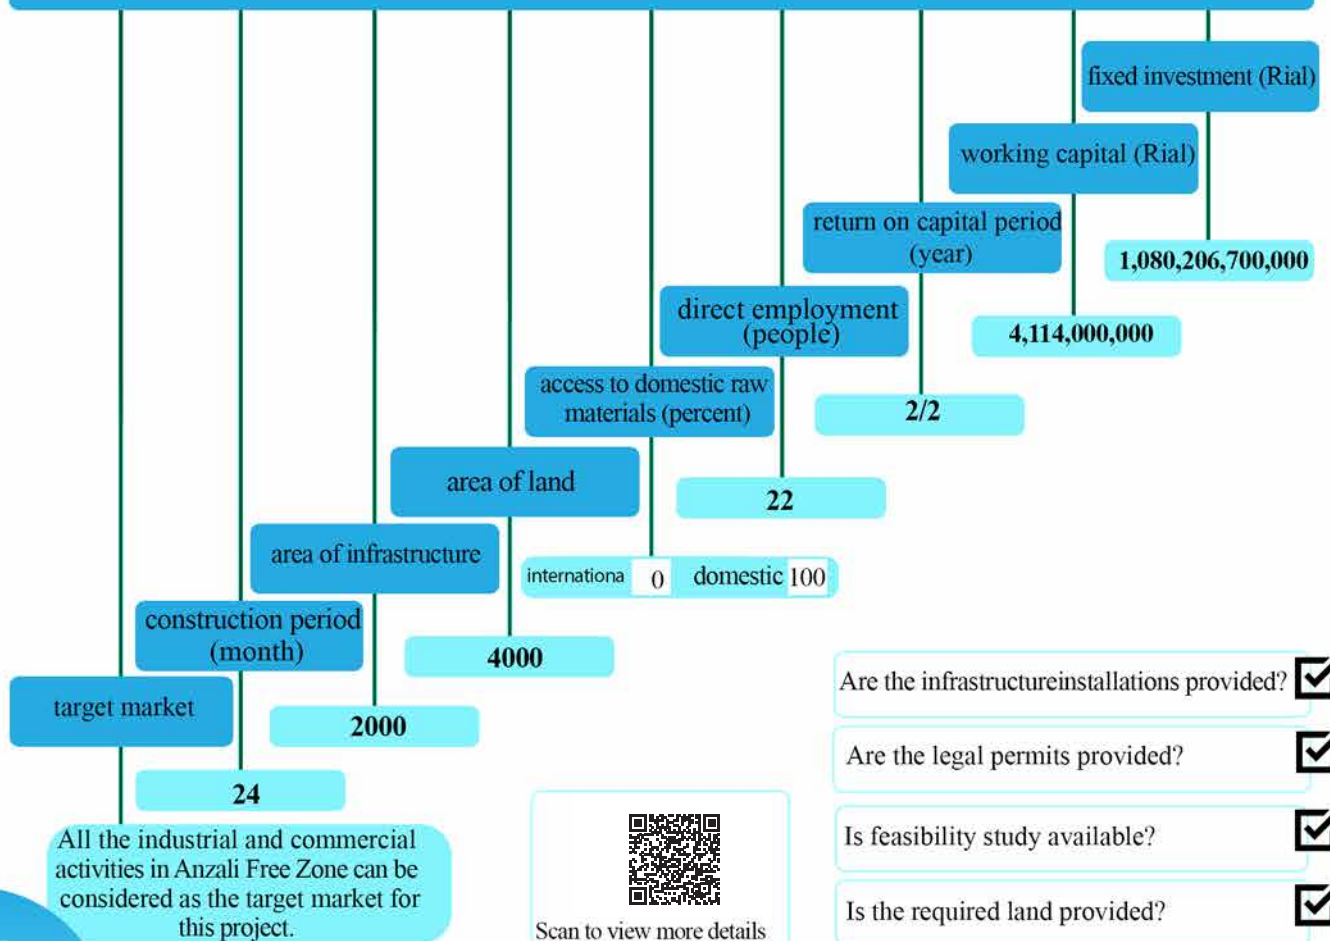 fixed investment (Rial)
1,080,206,700,000
working capital (Rial)
4,114,000,000
return on capital period
(year)
2/2
direct employment
(people)
22
access to domestic raw
materials (percent)
internationa 0 domestic 100
area of land
4000
area of infrastructure
2000
construction period
(month)
24
target market
All the industrial and commercial
activities in Anzali Free Zone can be
considered as the target market for
this project.
Scan to view more details
Are the infrastructureinstallations provided?
Are the legal permits provided?
Is feasibility study available?
Is the required land provided?